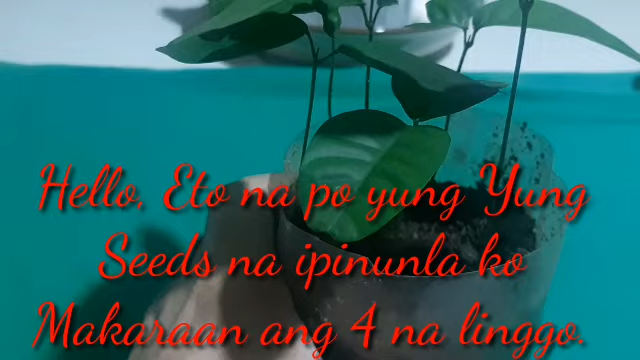 Hello, Eto na po yung Yung
Seeds na ipinunla ko
Makaraan ang 4 na linggo.